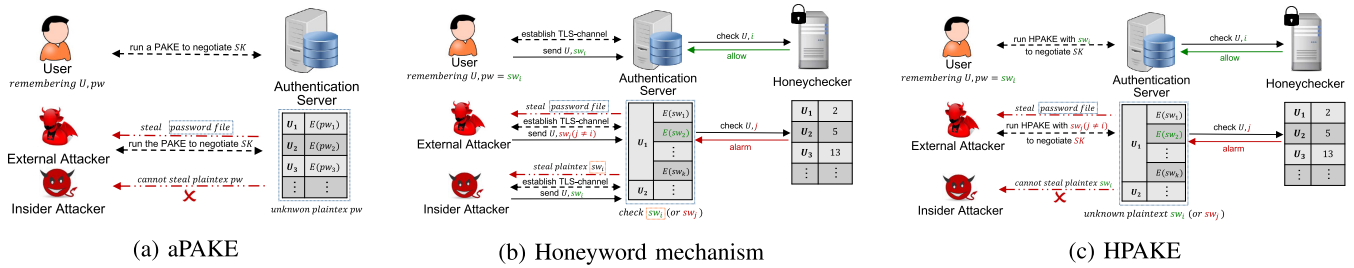 run a PAKE to negotiate SK
User
remembering U, pw
Authentication
Server
steal password file
External Attacker
run the PAKE to negotiate SK
cannot steal plaintex pw
Insider Attacker
U1 E(pw1)
U2 E(pw2)
U3 E(pw3)
⋮ ⋮
unknwon plaintext pw
(a) aPAKE
establish TLS-channel
send U, swi
User
remembering U, pw = swi
Authentication
Server
check U, i
allow
Honeychecker
steal password file
establish TLS-channel
send U, swj(j ≠ i)
External Attacker
steal plaintex swi
establish TLS-channel
send U, swi
Insider Attacker
U1 E(sw1)
E(sw2)
⋮
E(swk)
U2 ⋮
check swi (or swj)
check U, j
alarm
U1 2
U2 5
U3 13
⋮ ⋮
(b) Honeyword mechanism
run HPAKE with swi
to negotiate SK
User
remembering U, pw = swi
Authentication
Server
check U, i
allow
Honeychecker
steal password file
run HPAKE with swj(j ≠ i)
to negotiate SK
External Attacker
cannot steal plaintex swi
Insider Attacker
U1 E(sw1)
E(sw2)
⋮
E(swk)
U2 ⋮
unknown plaintext swi (or swj)
check U, j
alarm
U1 2
U2 5
U3 13
⋮ ⋮
(c) HPAKE